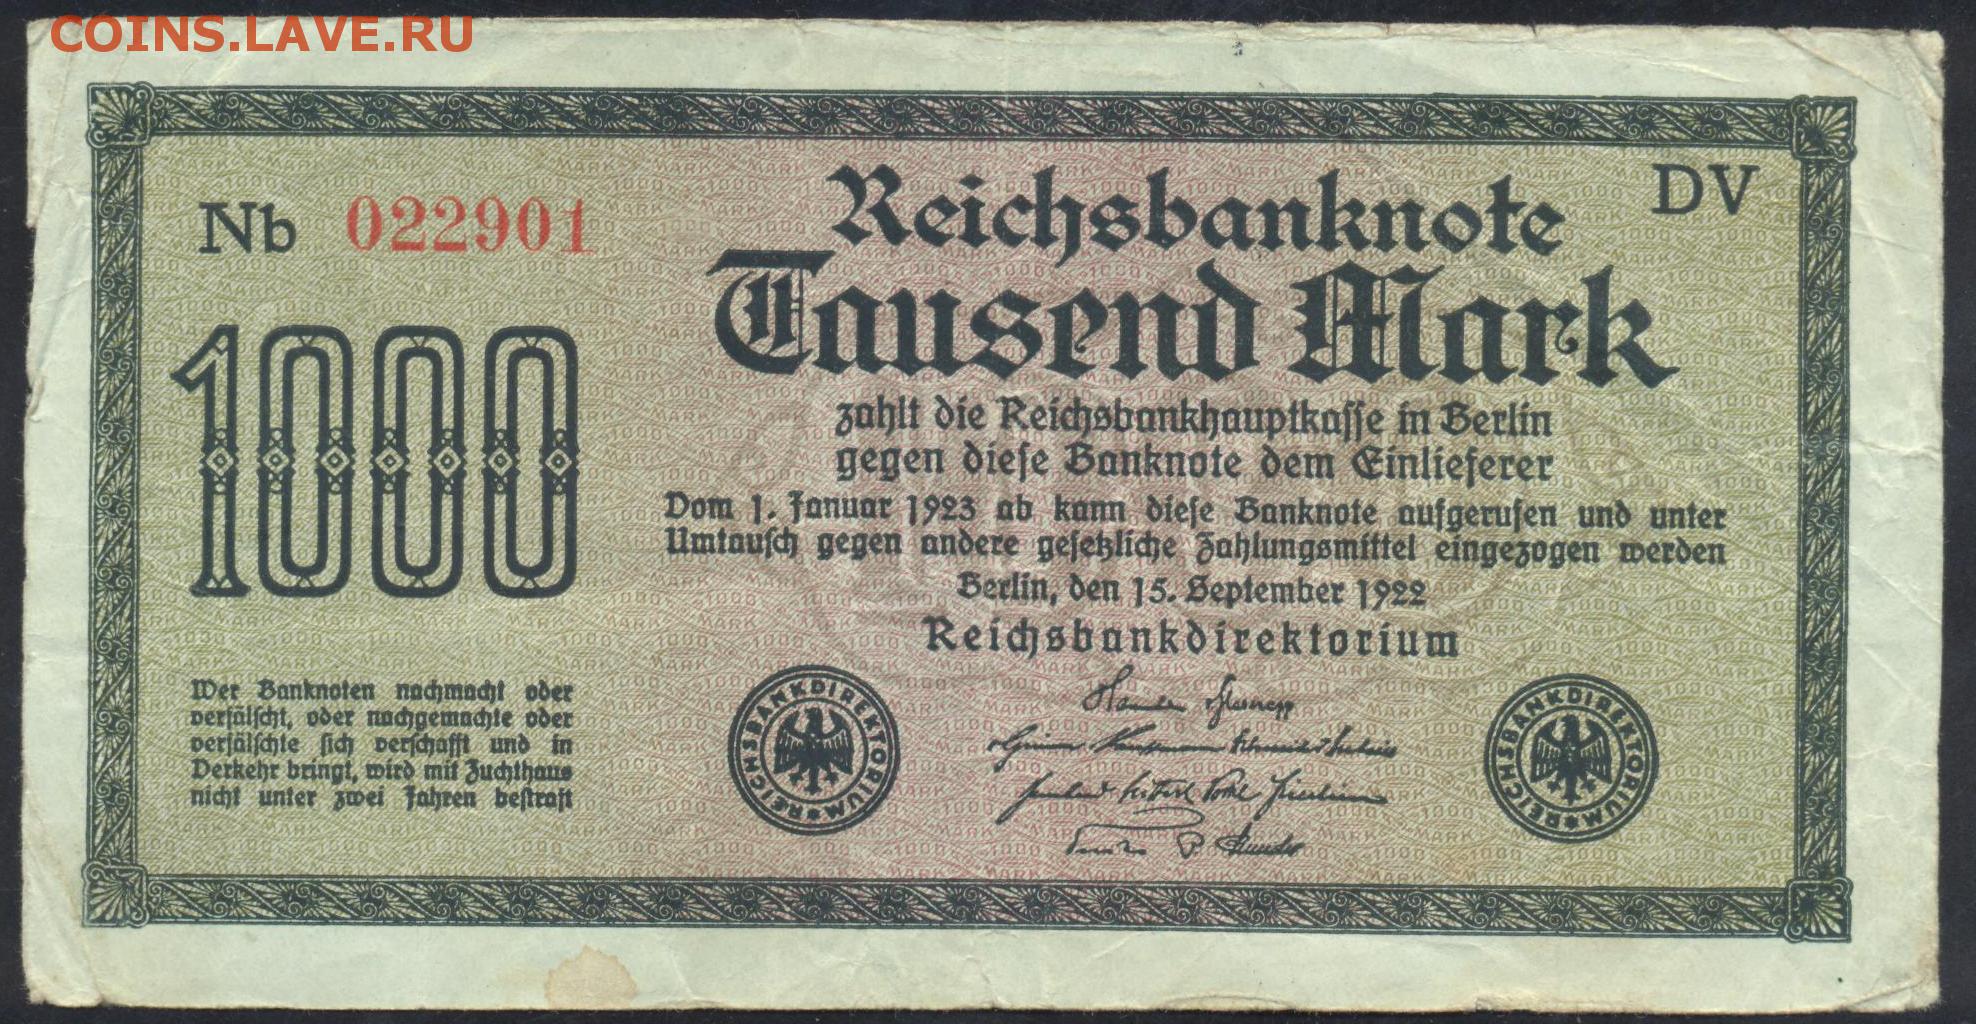 COINS.LAVE.RU
Nb 022901
DV
Reichsbanknote
Tausend Mark
1000
zahlt die Reichsbankhauptkasse in Berlin
gegen diese Banknote dem Einlieferer
Vom 1. Januar 1923 ab kann diese Banknote aufgerufen und unter
Umtausch gegen andere gesetzliche Zahlungsmittel eingezogen werden
Berlin, den 15. September 1922
Reichsbankdirektorium
Wer Banknoten nachmacht oder
verfälscht, oder nachgemachte oder
verfälschte sich verschafft und in
Verkehr bringt, wird mit Zuchthaus
nicht unter zwei Jahren bestraft
REICHSBANKDIREKTORIUM
REICHSBANKDIREKTORIUM